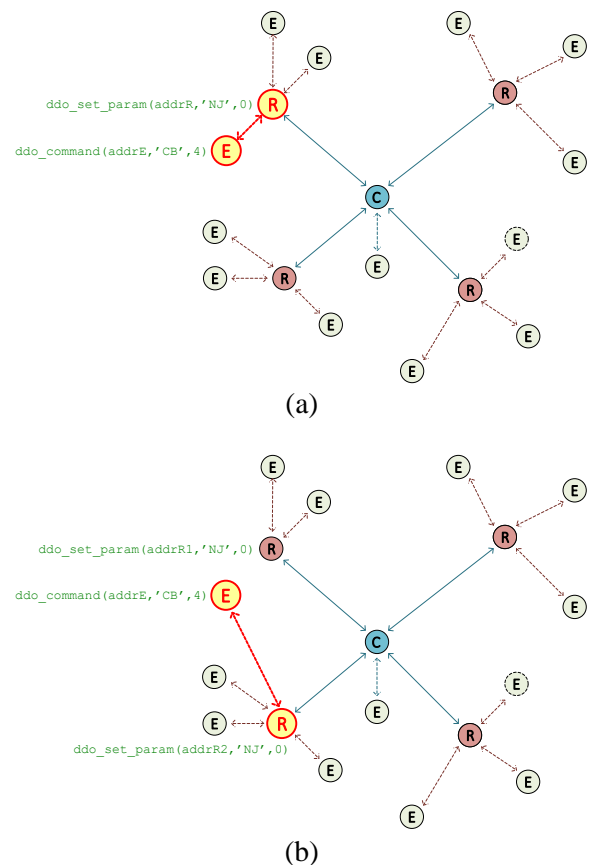 E
E
E
E
ddo_set_param(addrR,'NJ',0)
R
R
ddo_command(addrE,'CB',4)
E
E
C
E
E
E
E
R
R
E
E
E
(a)
E
E
E
E
ddo_set_param(addrR1,'NJ',0)
R
R
ddo_command(addrE,'CB',4)
E
E
C
E
E
E
E
R
R
ddo_set_param(addrR2,'NJ',0)
E
E
E
(b)